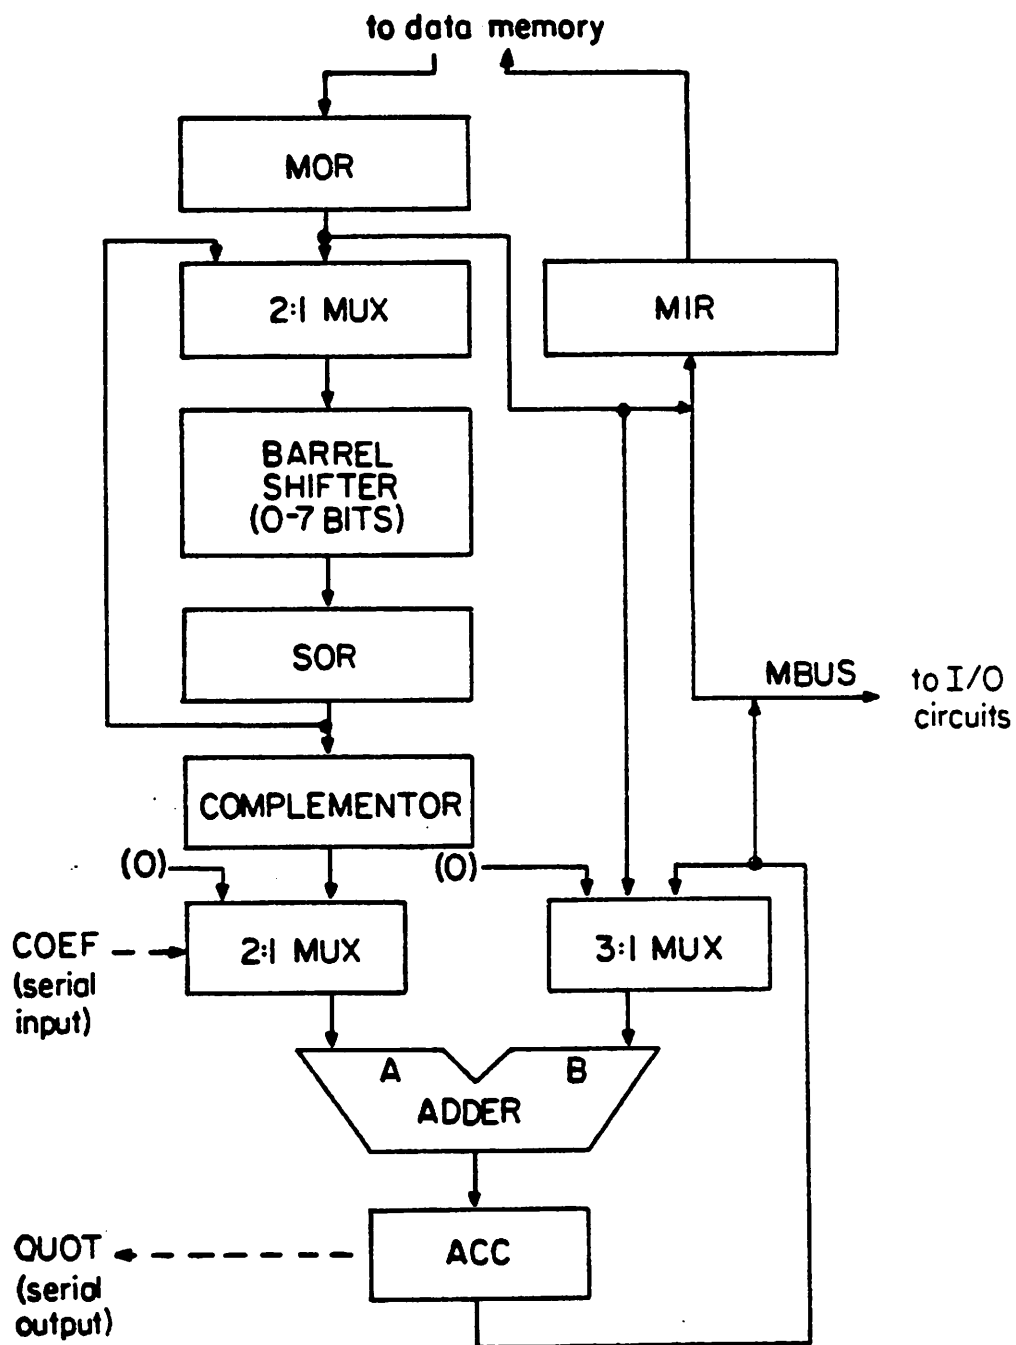 to data memory
MOR
2:1 MUX
MIR
BARREL
SHIFTER
(0-7 BITS)
SOR
MBUS
to I/O
circuits
COMPLEMENTOR
(0)
(0)
COEF
(serial
input)
2:1 MUX
3:1 MUX
A
B
ADDER
QUOT
(serial
output)
ACC